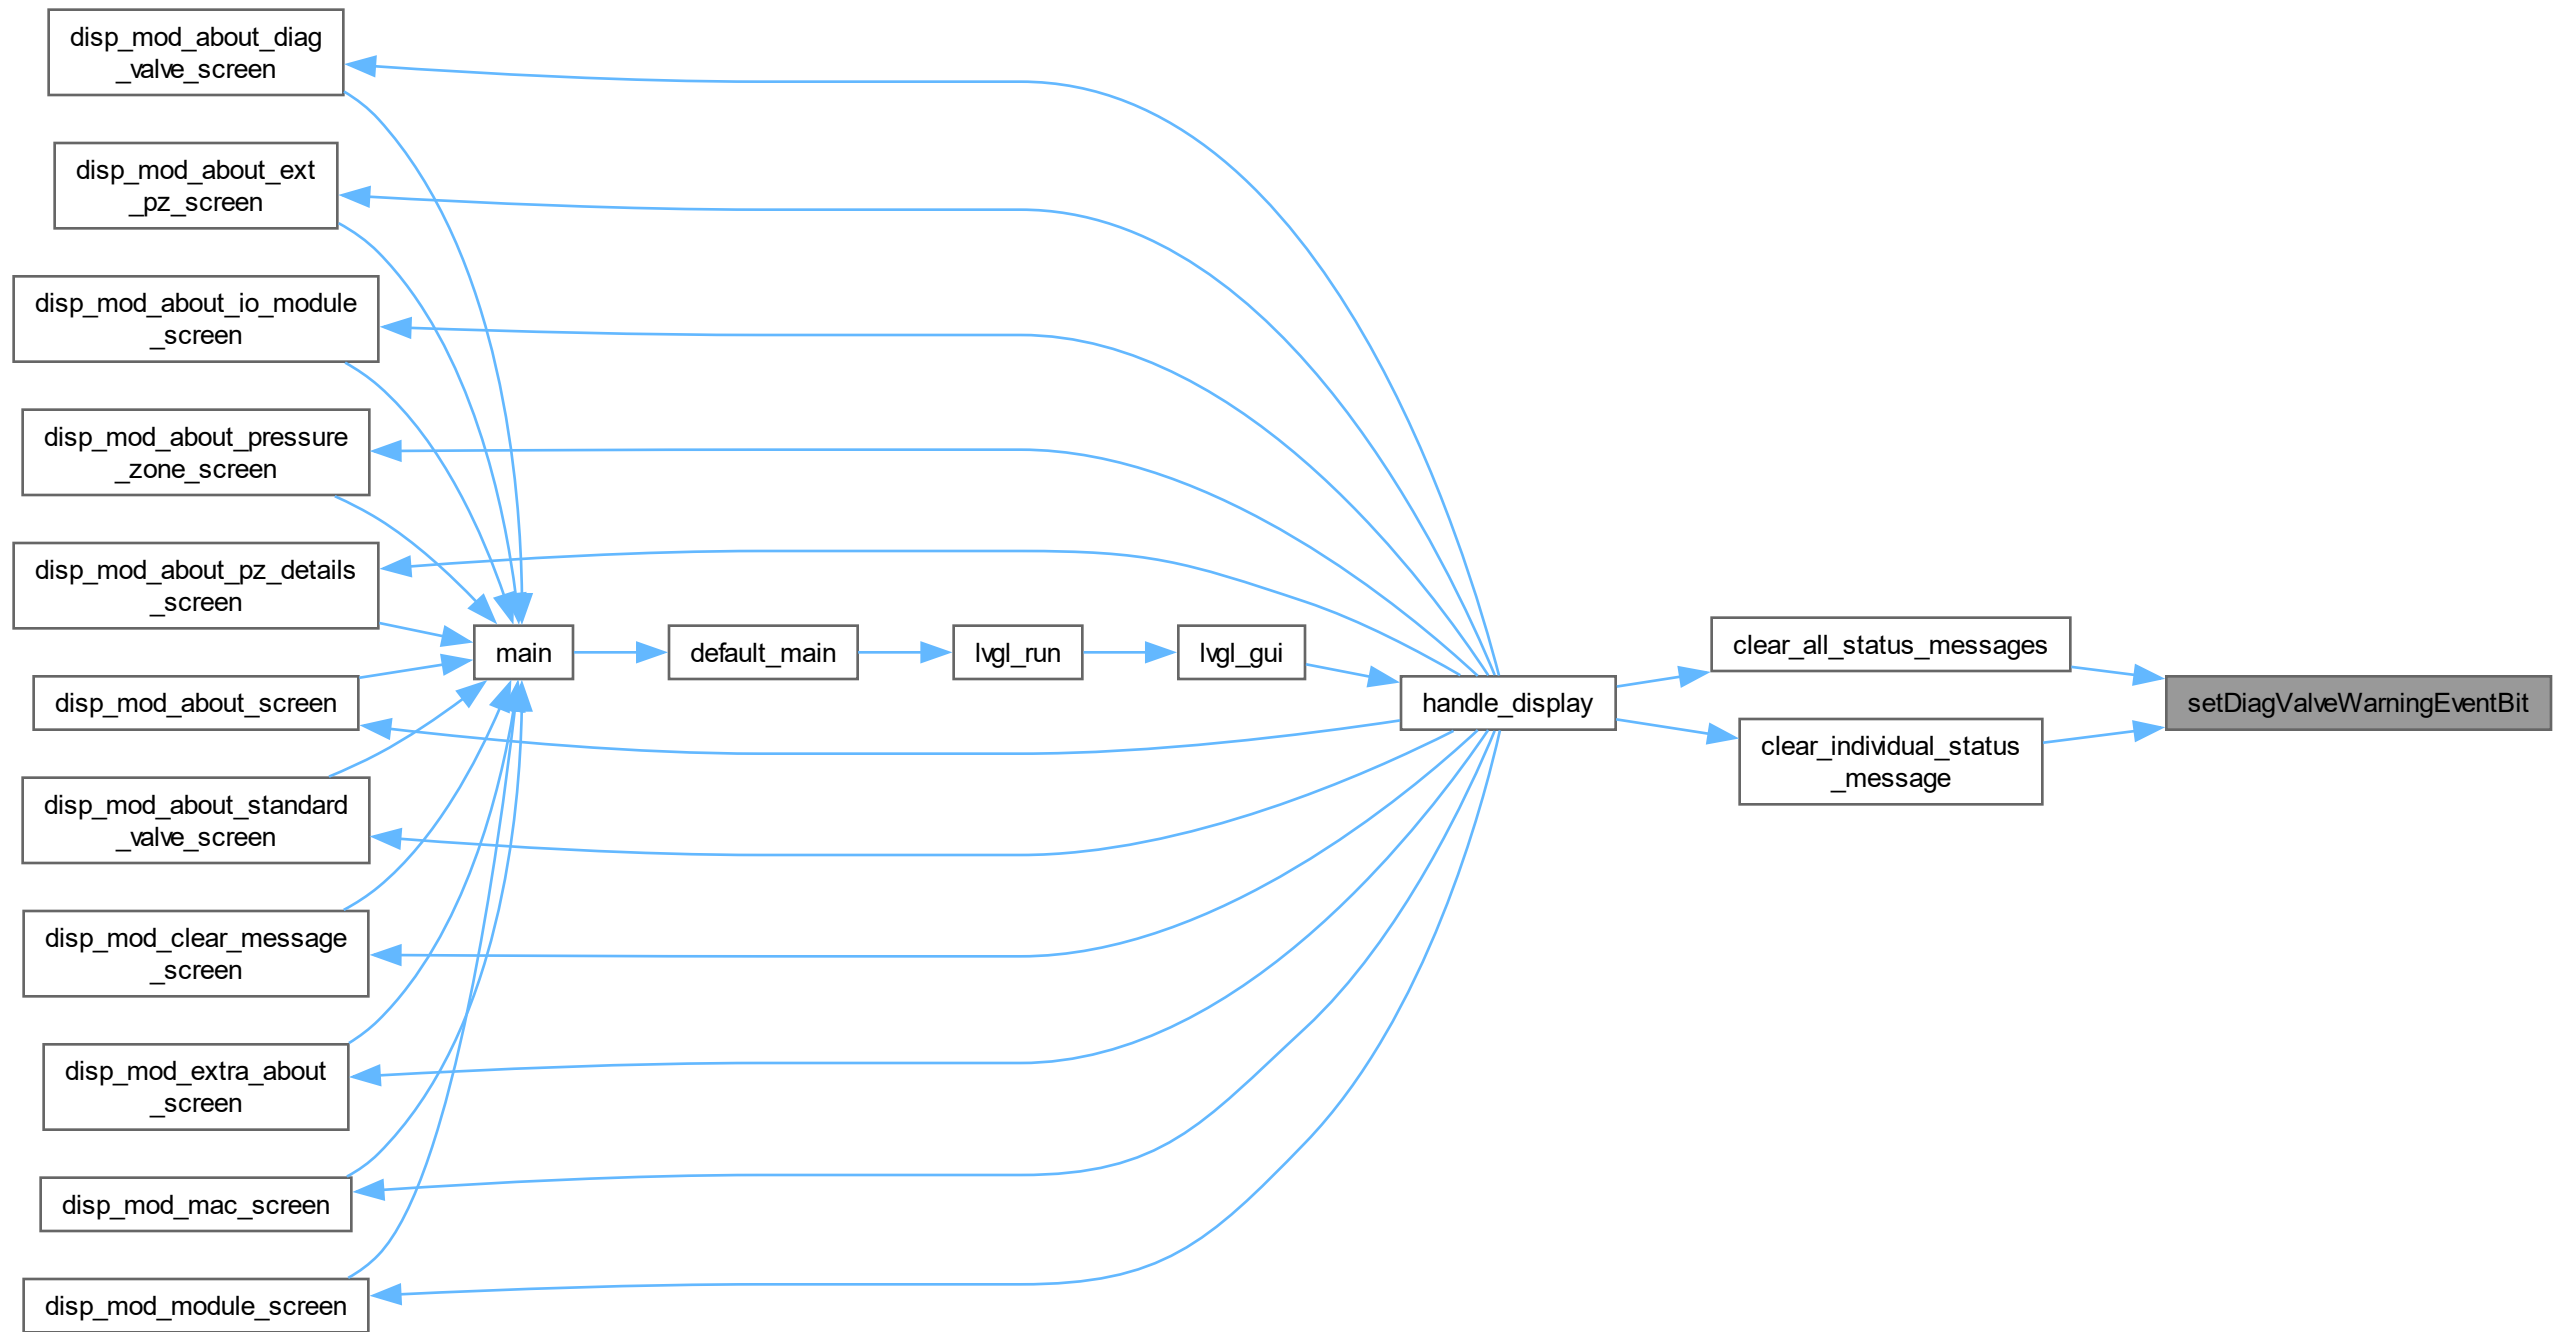 disp_mod_about_diag
_valve_screen
disp_mod_about_ext
_pz_screen
disp_mod_about_io_module
_screen
disp_mod_about_pressure
_zone_screen
disp_mod_about_pz_details
_screen
disp_mod_about_screen
disp_mod_about_standard
_valve_screen
disp_mod_clear_message
_screen
disp_mod_extra_about
_screen
disp_mod_mac_screen
disp_mod_module_screen
main
default_main
lvgl_run
lvgl_gui
handle_display
clear_all_status_messages
clear_individual_status
_message
setDiagValveWarningEventBit